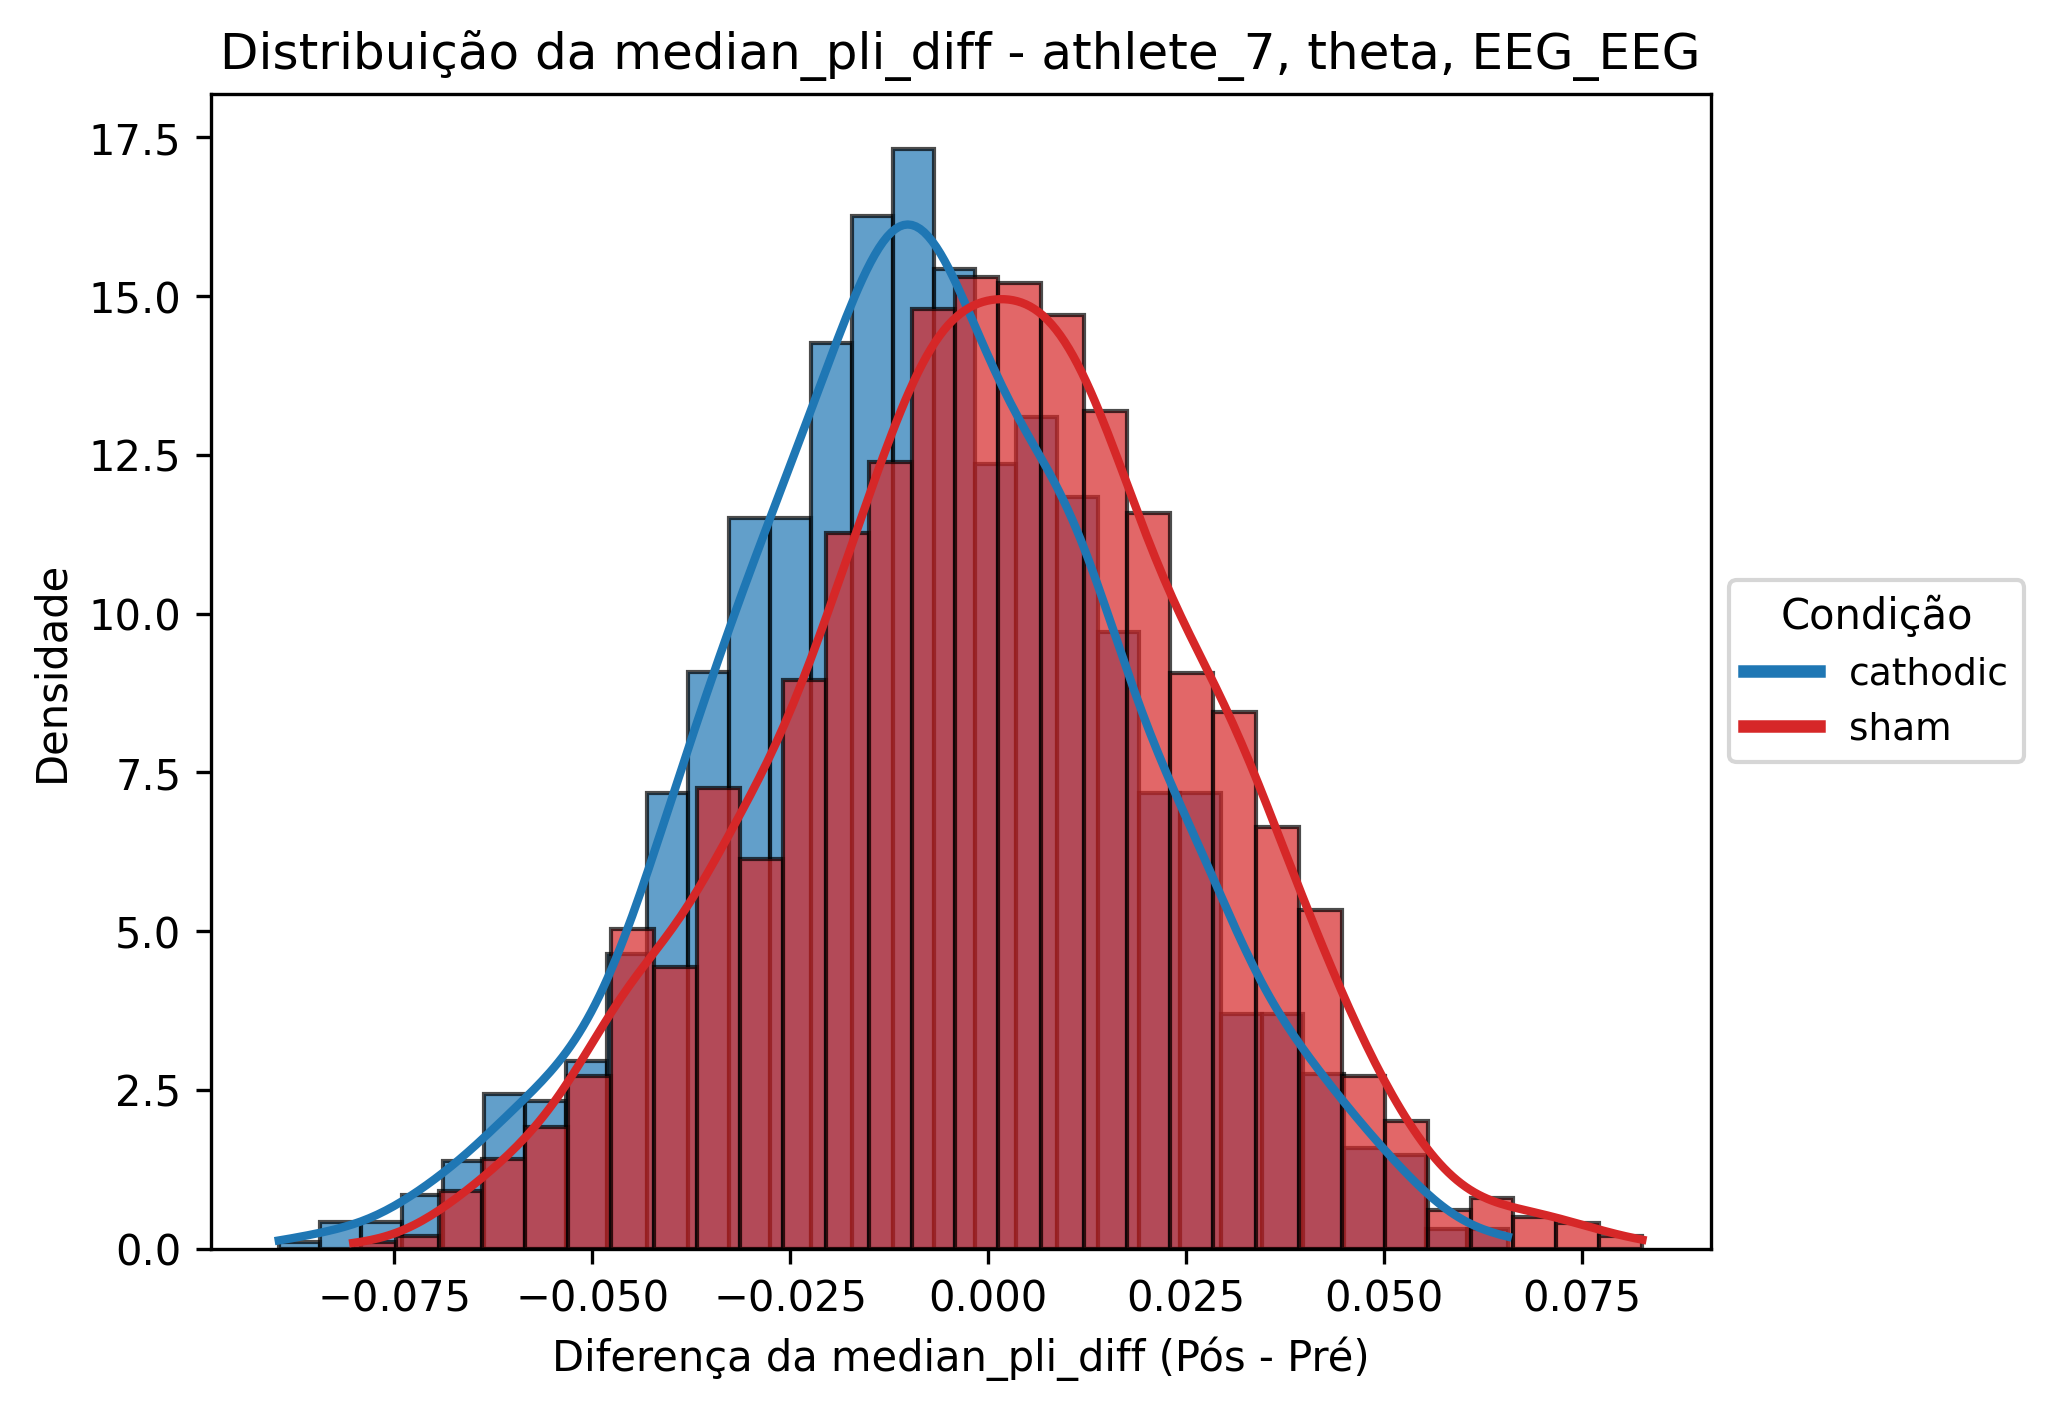 Distribuição da median_pli_diff - athlete_7, theta, EEG_EEG
17.5
15.0
12.5
10.0
7.5
5.0
2.5
0.0
Densidade
−0.075 −0.050 −0.025 0.000 0.025 0.050 0.075
Diferença da median_pli_diff (Pós - Pré)
Condição
cathodic
sham